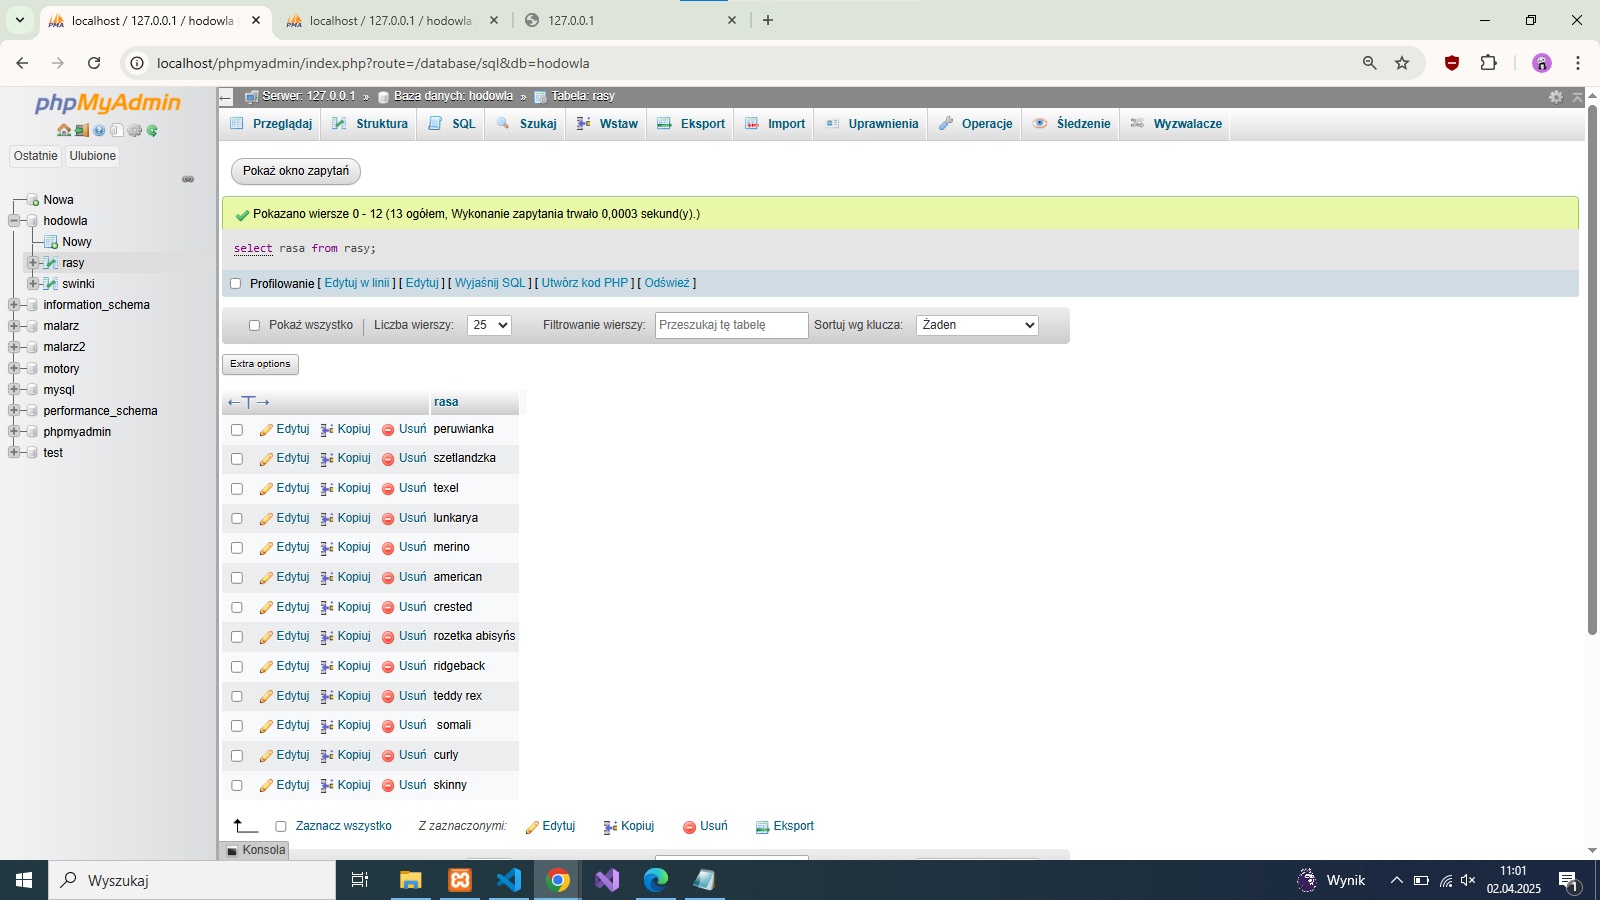 localhost / 127.0.0.1 / hodowla
localhost / 127.0.0.1 / hodowla
127.0.0.1
localhost/phpmyadmin/index.php?route=/database/sql&db=hodowla
phpMyAdmin
Ostatnie
Ulubione
Nowa
hodowla
Nowy
rasy
swinki
information_schema
malarz
malarz2
motory
mysql
performance_schema
phpmyadmin
test
Serwer: 127.0.0.1 » Baza danych: hodowla » Tabela: rasy
Przeglądaj Struktura SQL Szukaj Wstaw Eksport Import Uprawnienia Operacje Śledzenie Wyzwalacze
Pokaż okno zapytań
Pokazano wiersze 0 - 12 (13 ogółem, Wykonanie zapytania trwało 0,0003 sekund(y).)
select rasa from rasy;
Profilowanie [ Edytuj w linii ] [ Edytuj ] [ Wyjaśnij SQL ] [ Utwórz kod PHP ] [ Odśwież ]
Pokaż wszystko | Liczba wierszy: 25 Filtrowanie wierszy: Przeszukaj tę tabelę Sortuj wg klucza: Żaden
Extra options
←T→ rasa
Edytuj Kopiuj Usuń peruwianka
Edytuj Kopiuj Usuń szetlandzka
Edytuj Kopiuj Usuń texel
Edytuj Kopiuj Usuń lunkarya
Edytuj Kopiuj Usuń merino
Edytuj Kopiuj Usuń american
Edytuj Kopiuj Usuń crested
Edytuj Kopiuj Usuń rozetka abisyńs
Edytuj Kopiuj Usuń ridgeback
Edytuj Kopiuj Usuń teddy rex
Edytuj Kopiuj Usuń somali
Edytuj Kopiuj Usuń curly
Edytuj Kopiuj Usuń skinny
Zaznacz wszystko Z zaznaczonymi: Edytuj Kopiuj Usuń Eksport
Konsola
Wyszukaj
Wynik
11:01
02.04.2025
1